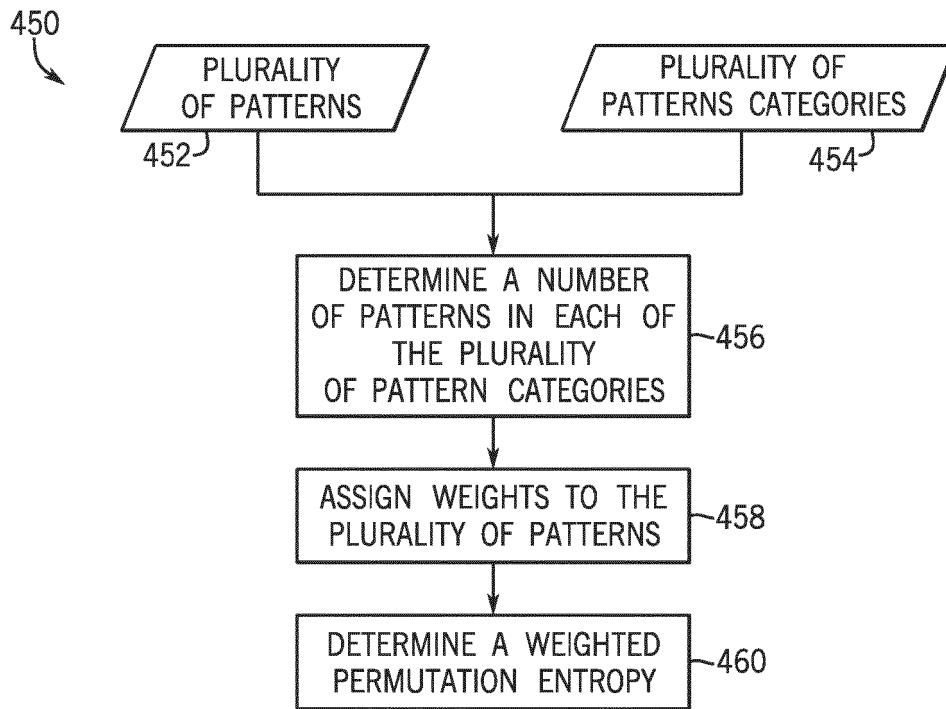 450
PLURALITY
OF PATTERNS
452
PLURALITY OF
PATTERNS CATEGORIES
454
DETERMINE A NUMBER
OF PATTERNS IN EACH OF
THE PLURALITY
OF PATTERN CATEGORIES
456
ASSIGN WEIGHTS TO THE
PLURALITY OF PATTERNS
458
DETERMINE A WEIGHTED
PERMUTATION ENTROPY
460